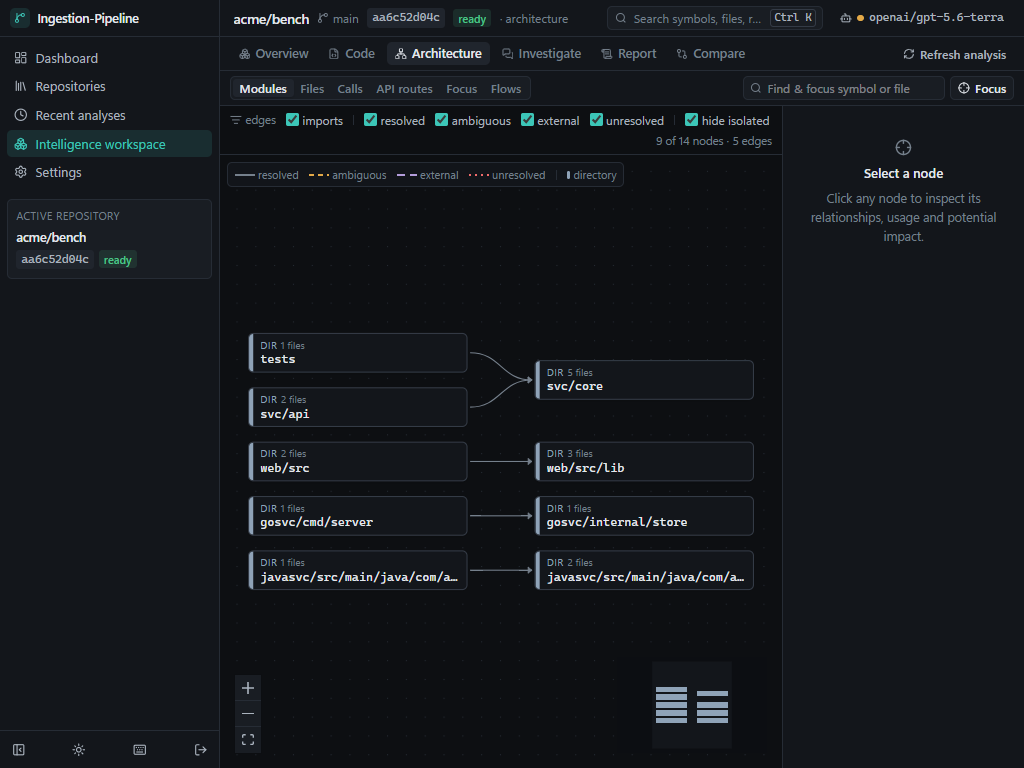 Ingestion-Pipeline
acme/bench main aa6c52d04c ready · architecture
Search symbols, files, r... Ctrl K
openai/gpt-5.6-terra
Dashboard
Repositories
Recent analyses
Intelligence workspace
Settings
ACTIVE REPOSITORY
acme/bench
aa6c52d04c ready
Overview Code Architecture Investigate Report Compare Refresh analysis
Modules Files Calls API routes Focus Flows
Find & focus symbol or file Focus
edges imports resolved ambiguous external unresolved hide isolated
9 of 14 nodes · 5 edges
resolved ambiguous external unresolved directory
DIR 1 files
tests
DIR 2 files
svc/api
DIR 5 files
svc/core
DIR 2 files
web/src
DIR 3 files
web/src/lib
DIR 1 files
gosvc/cmd/server
DIR 1 files
gosvc/internal/store
DIR 1 files
javasvc/src/main/java/com/a…
DIR 2 files
javasvc/src/main/java/com/a…
Select a node
Click any node to inspect its
relationships, usage and potential
impact.